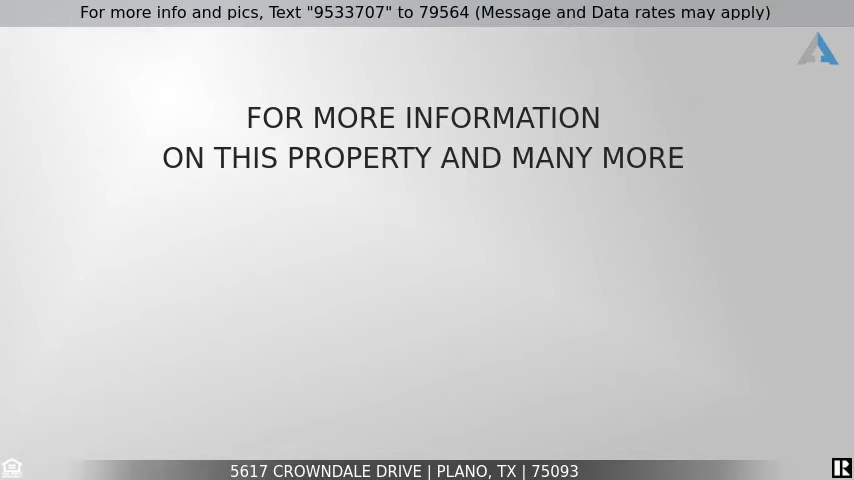 For more info and pics, Text "9533707" to 79564 (Message and Data rates may apply)
FOR MORE INFORMATION
ON THIS PROPERTY AND MANY MORE
5617 CROWNDALE DRIVE | PLANO, TX | 75093